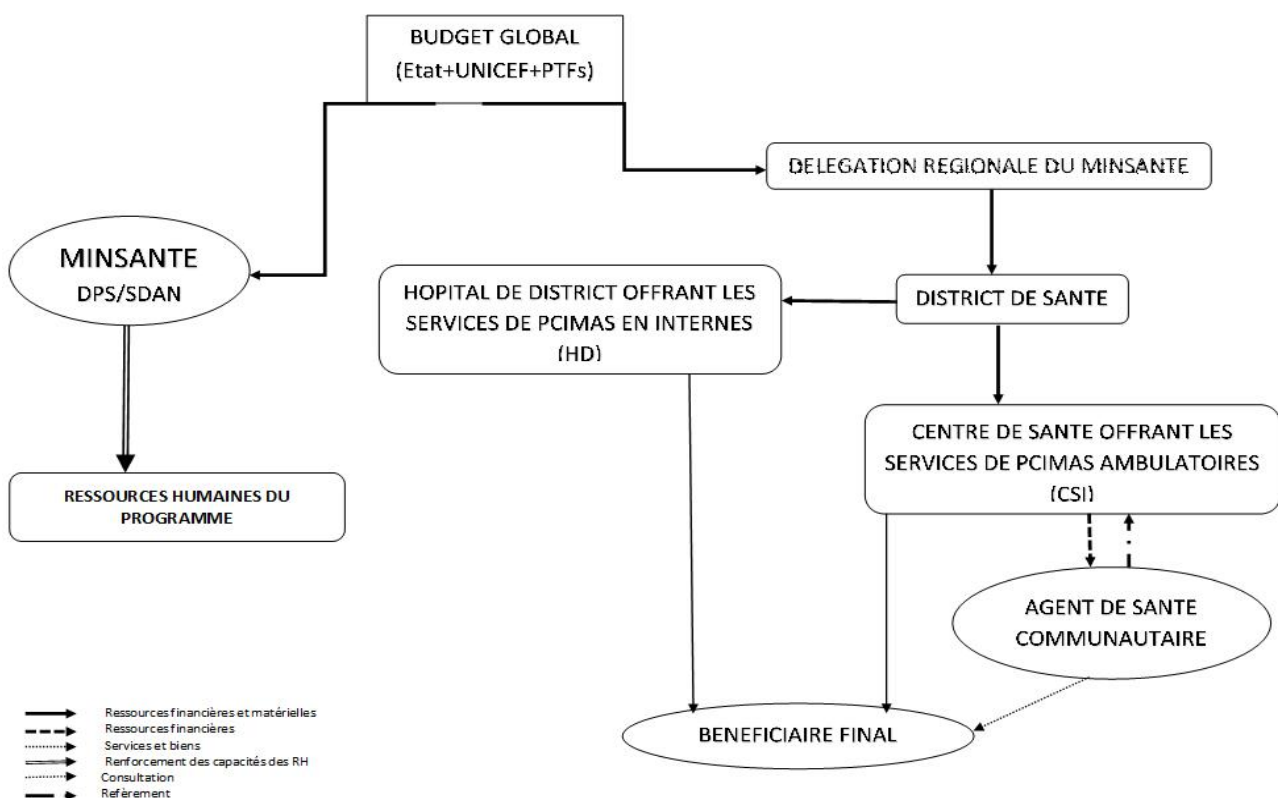 BUDGET GLOBAL
(Etat+UNICEF+PTFs)
DELEGATION REGIONALE DU MINSANTE
MINSANTE
DPS/SDAN
HOPITAL DE DISTRICT OFFRANT LES
SERVICES DE PCIMAS EN INTERNES
(HD)
DISTRICT DE SANTE
CENTRE DE SANTE OFFRANT LES
SERVICES DE PCIMAS AMBULATOIRES
(CSI)
RESSOURCES HUMAINES DU
PROGRAMME
AGENT DE SANTE
COMMUNAUTAIRE
BENEFICIAIRE FINAL
Ressources financières et matérielles
Ressources financières
Services et biens
Renforcement des capacités des RH
Consultation
Refèrement